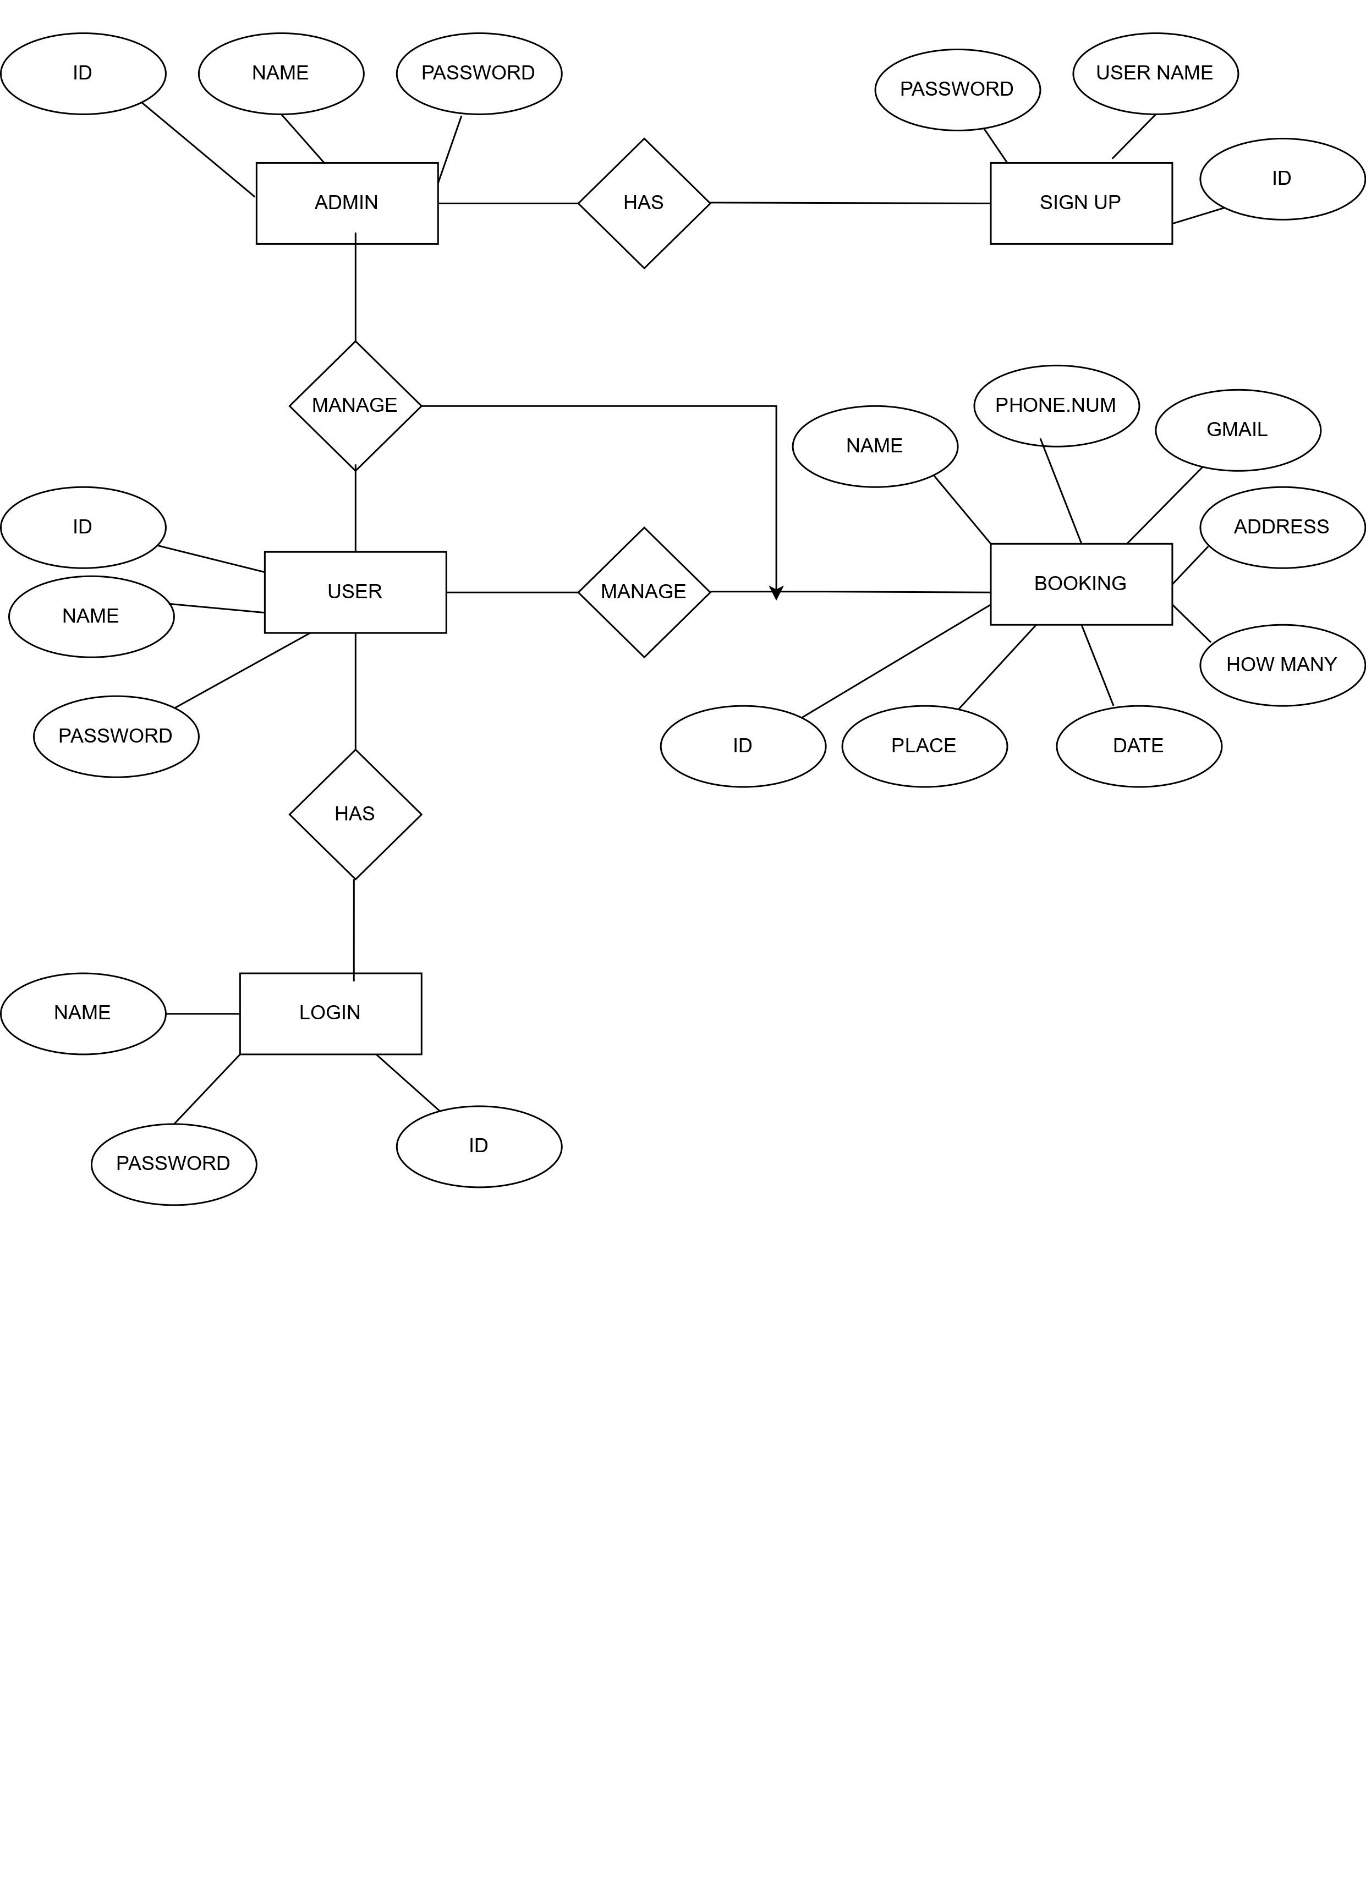 ID
NAME
PASSWORD
PASSWORD
USER NAME
ID
ADMIN
HAS
SIGN UP
MANAGE
NAME
PHONE.NUM
GMAIL
ADDRESS
ID
NAME
USER
MANAGE
BOOKING
HOW MANY
PASSWORD
ID
PLACE
DATE
HAS
NAME
LOGIN
PASSWORD
ID